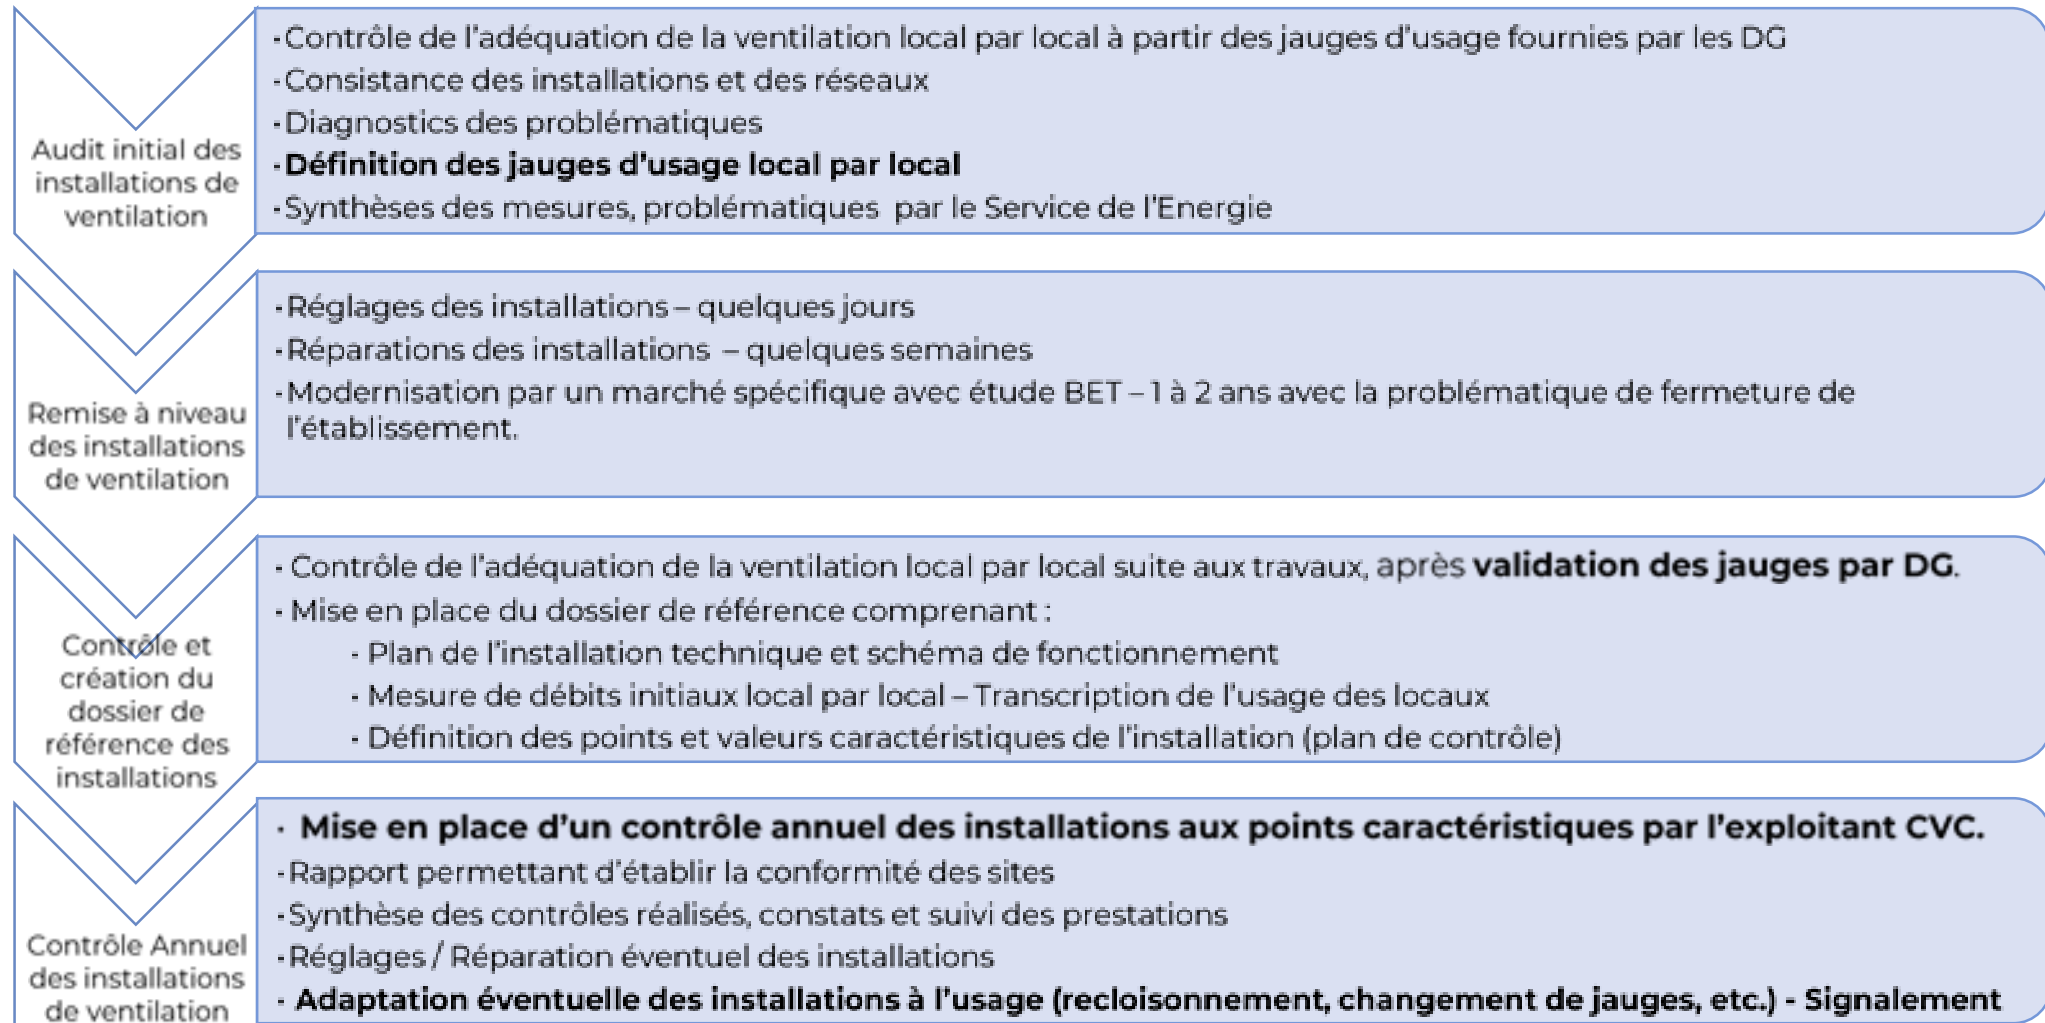 Audit initial des
installations de
ventilation
-Contrôle de l'adéquation de la ventilation local par local à partir des jauges d'usage fournies par les DG
-Consistance des installations et des réseaux
-Diagnostics des problématiques
-Définition des jauges d'usage local par local
-Synthèses des mesures, problématiques par le Service de l'Energie
Remise à niveau
des installations
de ventilation
-Réglages des installations – quelques jours
-Réparations des installations – quelques semaines
-Modernisation par un marché spécifique avec étude BET – 1 à 2 ans avec la problématique de fermeture de
l'établissement.
Contrôle et
création du
dossier de
référence des
installations
- Contrôle de l'adéquation de la ventilation local par local suite aux travaux, après validation des jauges par DG.
- Mise en place du dossier de référence comprenant :
- Plan de l'installation technique et schéma de fonctionnement
- Mesure de débits initiaux local par local – Transcription de l'usage des locaux
- Définition des points et valeurs caractéristiques de l'installation (plan de contrôle)
Contrôle Annuel
des installations
de ventilation
- Mise en place d'un contrôle annuel des installations aux points caractéristiques par l'exploitant CVC.
-Rapport permettant d'établir la conformité des sites
-Synthèse des contrôles réalisés, constats et suivi des prestations
-Réglages / Réparation éventuel des installations
- Adaptation éventuelle des installations à l'usage (recloisonnement, changement de jauges, etc.) - Signalement